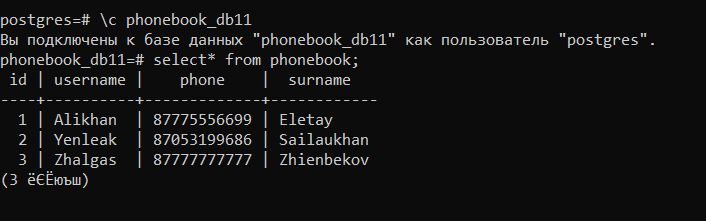 postgres=# \c phonebook_db11
Вы подключены к базе данных "phonebook_db11" как пользователь "postgres".
phonebook_db11=# select* from phonebook;
 id | username |    phone    |  surname
----+----------+-------------+------------
  1 | Alikhan  | 87775556699 | Eletay
  2 | Yenleak  | 87053199686 | Sailaukhan
  3 | Zhalgas  | 87777777777 | Zhienbekov
(3 ёЄЁюъш)